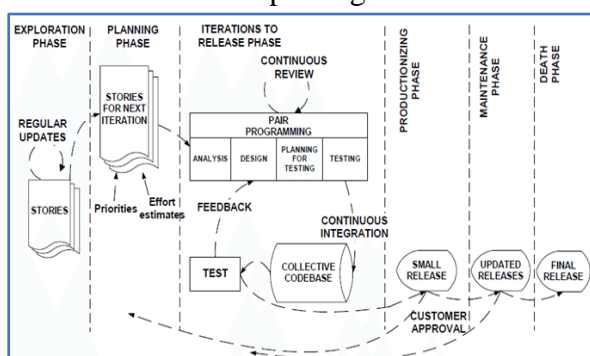 EXPLORATION
PHASE
PLANNING
PHASE
ITERATIONS TO
RELEASE PHASE
PRODUCTIONIZING
PHASE
MAINTENANCE
PHASE
DEATH
PHASE
REGULAR
UPDATES
STORIES
STORIES
FOR NEXT
ITERATION
Priorities
Effort
estimates
CONTINUOUS
REVIEW
PAIR
PROGRAMMING
ANALYSIS
DESIGN
PLANNING
FOR
TESTING
TESTING
FEEDBACK
CONTINUOUS
INTEGRATION
TEST
COLLECTIVE
CODEBASE
SMALL
RELEASE
UPDATED
RELEASES
FINAL
RELEASE
CUSTOMER
APPROVAL